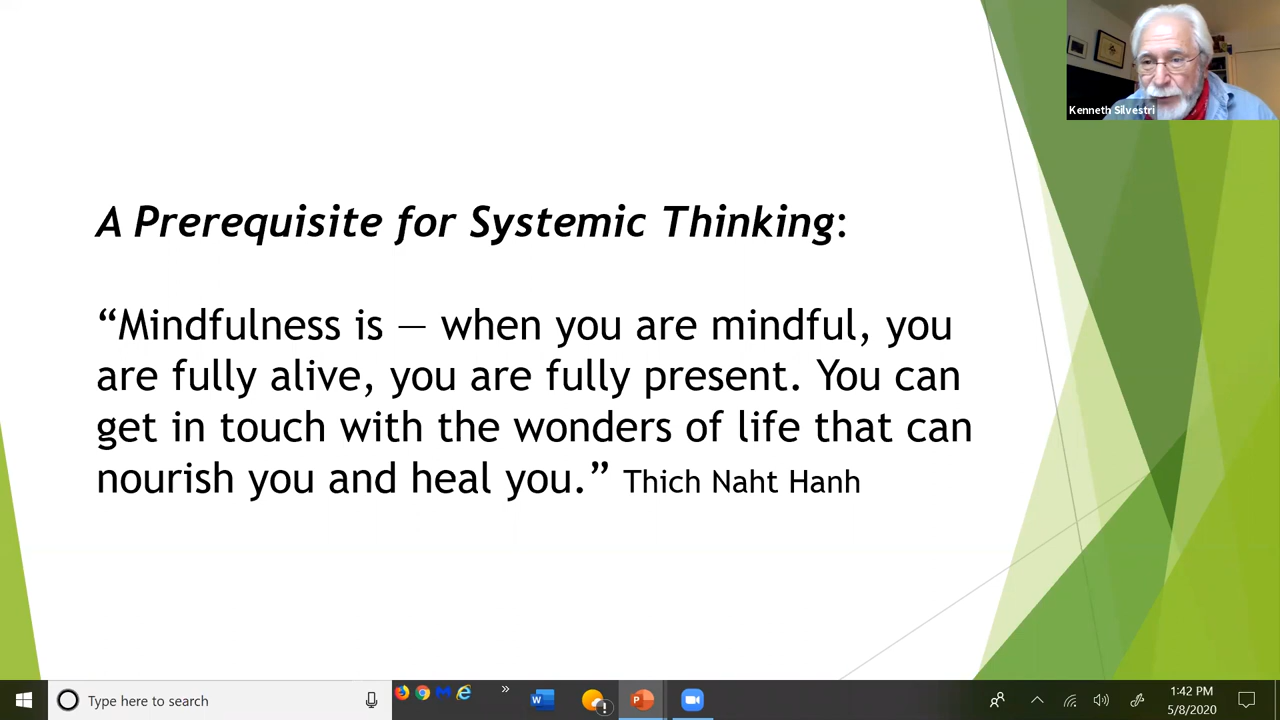 Kenneth Silvestri
A Prerequisite for Systemic Thinking:
“Mindfulness is — when you are mindful, you
are fully alive, you are fully present. You can
get in touch with the wonders of life that can
nourish you and heal you.” Thich Naht Hanh
Type here to search
1:42 PM
5/8/2020